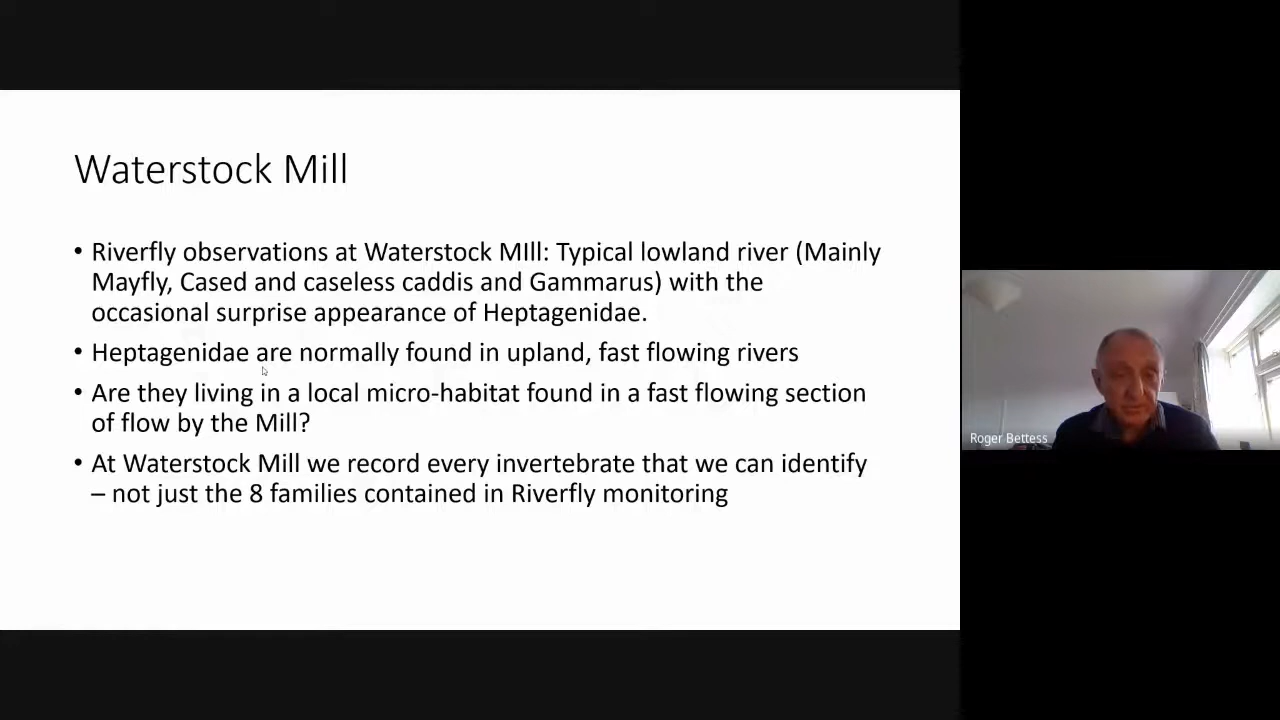 Waterstock Mill
• Riverfly observations at Waterstock MIll: Typical lowland river (Mainly
Mayfly, Cased and caseless caddis and Gammarus) with the
occasional surprise appearance of Heptagenidae.
• Heptagenidae are normally found in upland, fast flowing rivers
• Are they living in a local micro-habitat found in a fast flowing section
of flow by the Mill?
• At Waterstock Mill we record every invertebrate that we can identify
– not just the 8 families contained in Riverfly monitoring
Roger Bettess